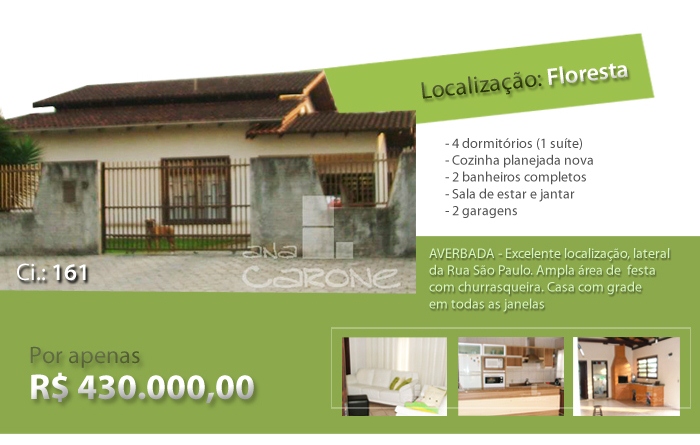 Localização: Floresta
- 4 dormitórios (1 suíte)
- Cozinha planejada nova
- 2 banheiros completos
- Sala de estar e jantar
- 2 garagens
ana
CARONE
Ci.: 161
AVERBADA - Excelente localização, lateral
da Rua São Paulo. Ampla área de festa
com churrasqueira. Casa com grade
em todas as janelas
Por apenas
R$ 430.000,00